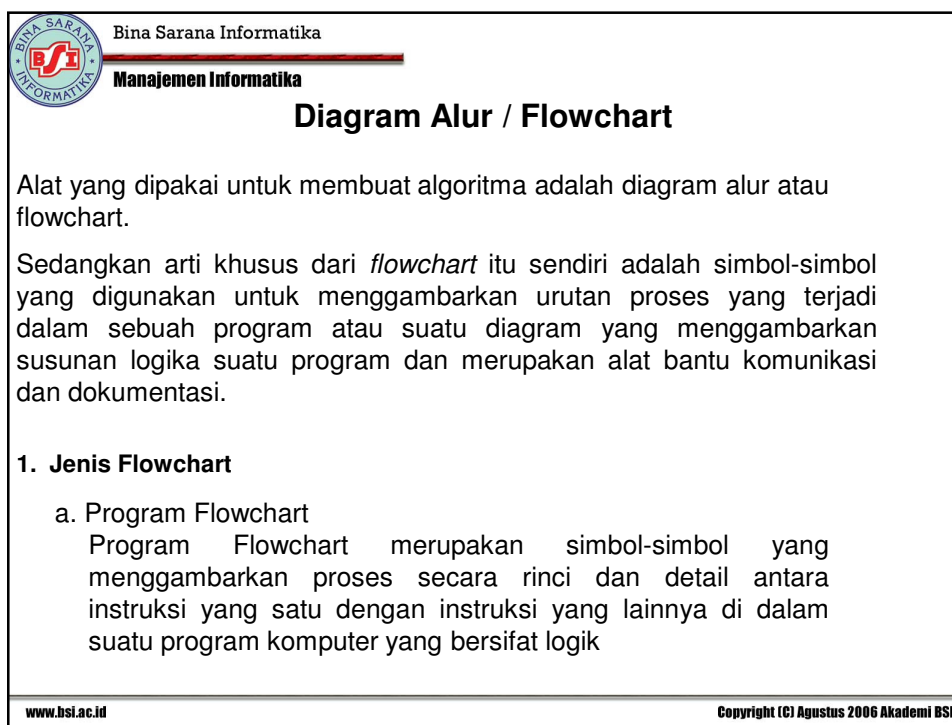 BINA SARANA
BSI
INFORMATIKA
Bina Sarana Informatika
Manajemen Informatika
Diagram Alur / Flowchart
Alat yang dipakai untuk membuat algoritma adalah diagram alur atau
flowchart.
Sedangkan arti khusus dari flowchart itu sendiri adalah simbol-simbol
yang digunakan untuk menggambarkan urutan proses yang terjadi
dalam sebuah program atau suatu diagram yang menggambarkan
susunan logika suatu program dan merupakan alat bantu komunikasi
dan dokumentasi.
1. Jenis Flowchart
a. Program Flowchart
Program Flowchart merupakan simbol-simbol yang
menggambarkan proses secara rinci dan detail antara
instruksi yang satu dengan instruksi yang lainnya di dalam
suatu program komputer yang bersifat logik
www.bsi.ac.id
Copyright (C) Agustus 2006 Akademi BSI